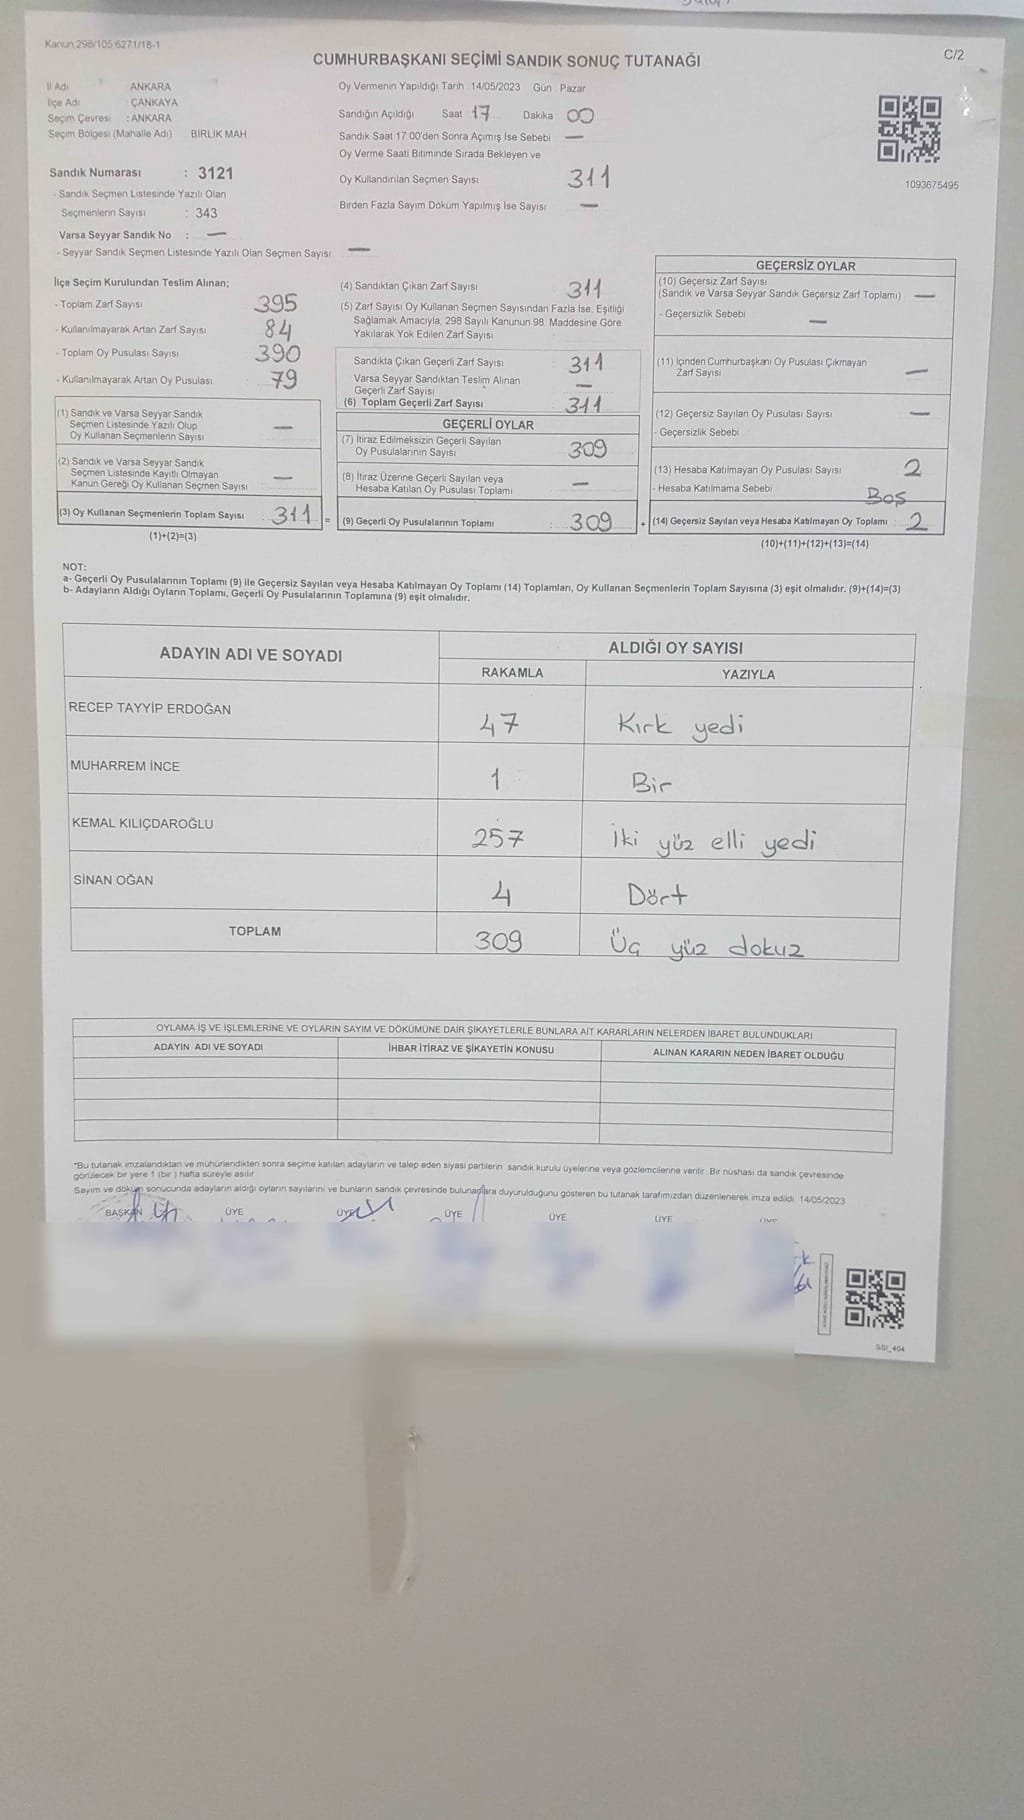 Kanun 298/105 6271/18-1
C/2
CUMHURBAŞKANI SEÇİMİ SANDIK SONUÇ TUTANAĞI
İl Adı ANKARA
İlçe Adı : ÇANKAYA
Seçim Çevresi : ANKARA
Seçim Bölgesi (Mahalle Adı) BİRLİK MAH
Sandık Numarası : 3121
- Sandık Seçmen Listesinde Yazılı Olan
Seçmenlerin Sayısı : 343
Varsa Seyyar Sandık No : —
- Seyyar Sandık Seçmen Listesinde Yazılı Olan Seçmen Sayısı —
Oy Vermenin Yapıldığı Tarih : 14/05/2023 Gün : Pazar
Sandığın Açıldığı Saat 17 Dakika 00
Sandık Saat 17.00'den Sonra Açımış İse Sebebi —
Oy Verme Saati Bitiminde Sırada Bekleyen ve
Oy Kullandırılan Seçmen Sayısı 311
Birden Fazla Sayım Döküm Yapılmış İse Sayısı —
1093675495
İlçe Seçim Kurulundan Teslim Alınan;
- Toplam Zarf Sayısı 395
- Kullanılmayarak Artan Zarf Sayısı 84
- Toplam Oy Pusulası Sayısı 390
- Kullanılmayarak Artan Oy Pusulası 79
(1) Sandık ve Varsa Seyyar Sandık
Seçmen Listesinde Yazılı Olup
Oy Kullanan Seçmenlerin Sayısı —
(2) Sandık ve Varsa Seyyar Sandık
Seçmen Listesinde Kayıtlı Olmayan
Kanun Gereği Oy Kullanan Seçmen Sayısı —
(3) Oy Kullanan Seçmenlerin Toplam Sayısı : 311 =
(1)+(2)=(3)
(4) Sandıktan Çıkan Zarf Sayısı 311
(5) Zarf Sayısı Oy Kullanan Seçmen Sayısından Fazla İse, Eşitliği
Sağlamak Amacıyla, 298 Sayılı Kanunun 98. Maddesine Göre
Yakılarak Yok Edilen Zarf Sayısı
Sandıkta Çıkan Geçerli Zarf Sayısı 311
Varsa Seyyar Sandıktan Teslim Alınan
Geçerli Zarf Sayısı —
(6) Toplam Geçerli Zarf Sayısı 311
GEÇERLİ OYLAR
(7) İtiraz Edilmeksizin Geçerli Sayılan
Oy Pusulalarının Sayısı 309
(8) İtiraz Üzerine Geçerli Sayılan veya
Hesaba Katılan Oy Pusulası Toplamı —
(9) Geçerli Oy Pusulalarının Toplamı : 309 +
GEÇERSİZ OYLAR
(10) Geçersiz Zarf Sayısı
(Sandık ve Varsa Seyyar Sandık Geçersiz Zarf Toplamı) —
- Geçersizlik Sebebi —
(11) İçinden Cumhurbaşkanı Oy Pusulası Çıkmayan
Zarf Sayısı —
(12) Geçersiz Sayılan Oy Pusulası Sayısı —
- Geçersizlik Sebebi
(13) Hesaba Katılmayan Oy Pusulası Sayısı 2
- Hesaba Katılmama Sebebi Boş
(14) Geçersiz Sayılan veya Hesaba Katılmayan Oy Toplamı : 2
(10)+(11)+(12)+(13)=(14)
NOT:
a- Geçerli Oy Pusulalarının Toplamı (9) ile Geçersiz Sayılan veya Hesaba Katılmayan Oy Toplamı (14) Toplamları, Oy Kullanan Seçmenlerin Toplam Sayısına (3) eşit olmalıdır. (9)+(14)=(3)
b- Adayların Aldığı Oyların Toplamı, Geçerli Oy Pusulalarının Toplamına (9) eşit olmalıdır.
ADAYIN ADI VE SOYADI ALDIĞI OY SAYISI
RAKAMLA YAZIYLA
RECEP TAYYİP ERDOĞAN 47 Kırk yedi
MUHARREM İNCE 1 Bir
KEMAL KILIÇDAROĞLU 257 İki yüz elli yedi
SİNAN OĞAN 4 Dört
TOPLAM 309 Üç yüz dokuz
OYLAMA İŞ VE İŞLEMLERİNE VE OYLARIN SAYIM VE DÖKÜMÜNE DAİR ŞİKAYETLERLE BUNLARA AİT KARARLARIN NELERDEN İBARET BULUNDUKLARI
ADAYIN ADI VE SOYADI İHBAR İTİRAZ VE ŞİKAYETİN KONUSU ALINAN KARARIN NEDEN İBARET OLDUĞU
*Bu tutanak imzalandıktan ve mühürlendikten sonra seçime katılan adayların ve talep eden siyasi partilerin sandık kurulu üyelerine veya gözlemcilerine verilir. Bir nüshası da sandık çevresinde
görülecek bir yere 1 (bir ) hafta süreyle asılır
Sayım ve döküm sonucunda adayların aldığı oyların sayılarını ve bunların sandık çevresinde bulunanlara duyurulduğunu gösteren bu tutanak tarafımızdan düzenlenerek imza edildi. 14/05/2023
BAŞKAN ÜYE ÜYE ÜYE ÜYE ÜYE ÜYE
SSI_404